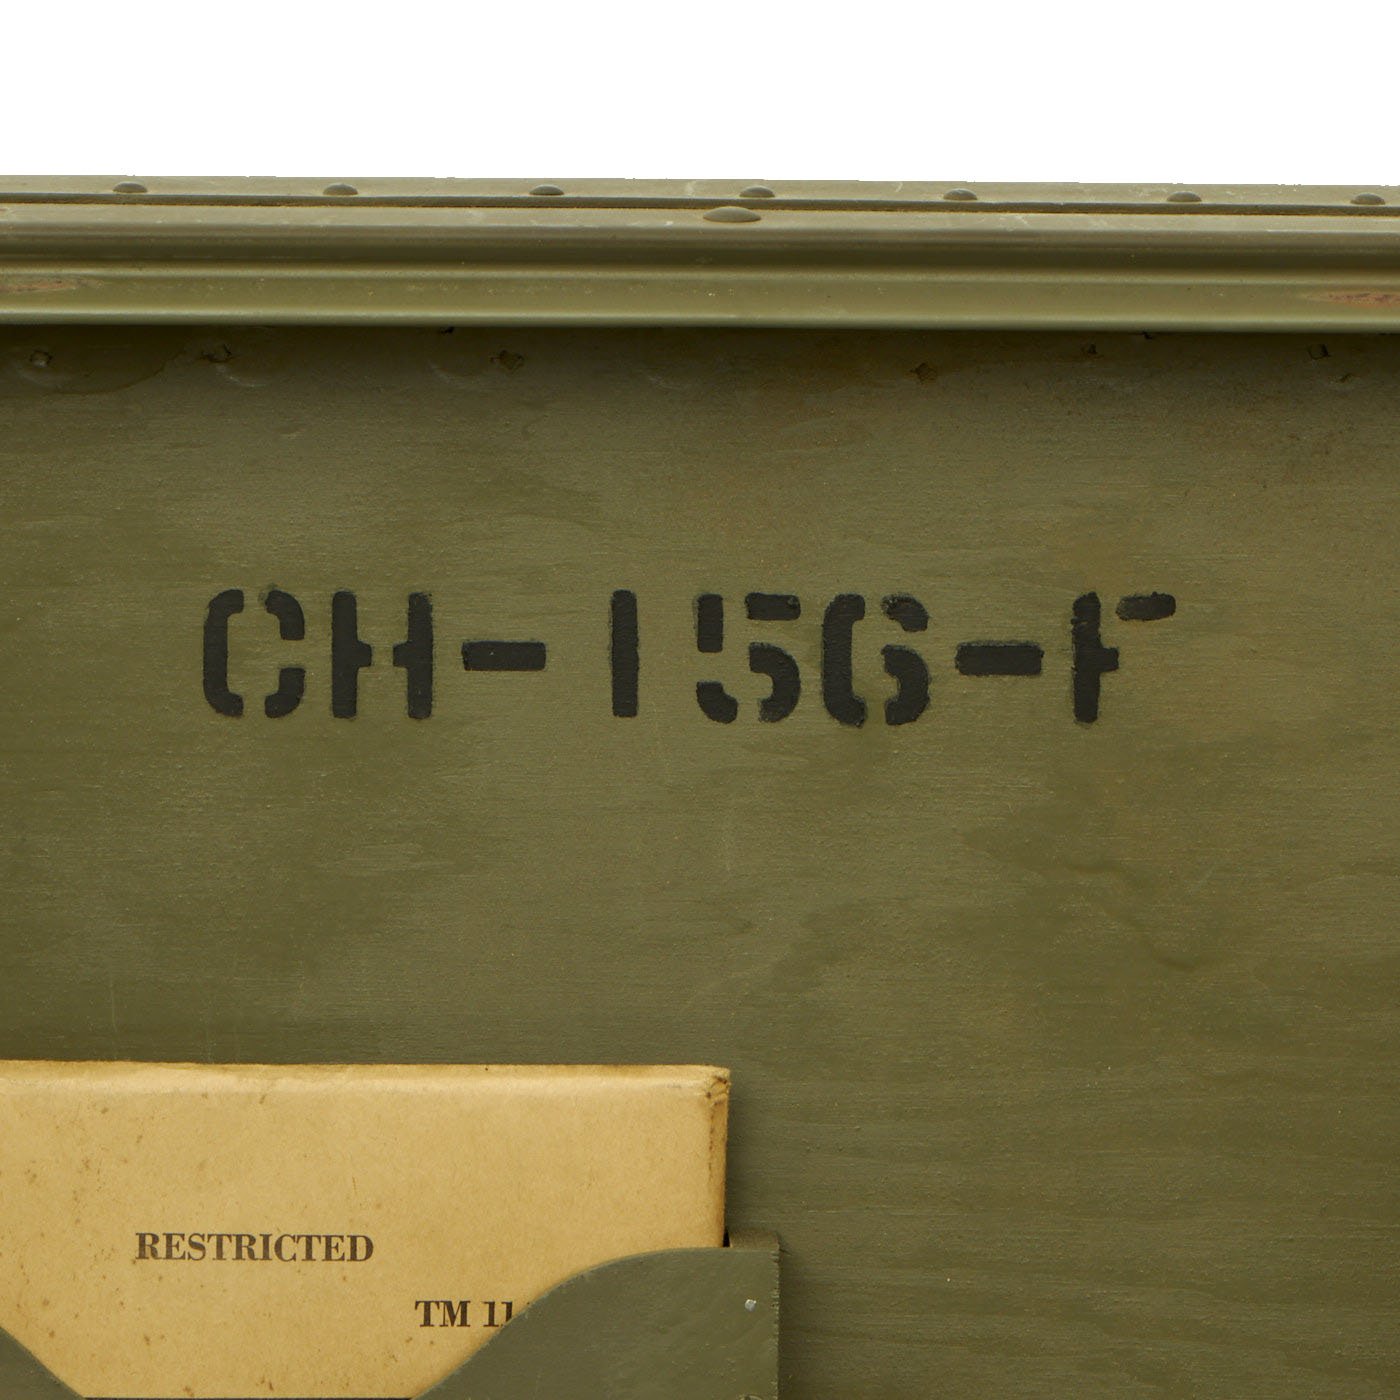 CH-156-F
RESTRICTED
TM 11